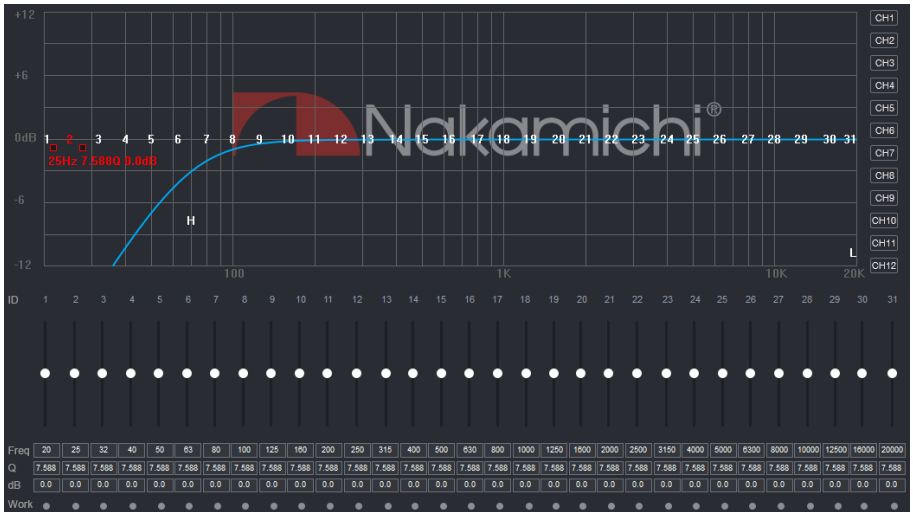 +12
CH1
CH2
CH3
+6
CH4
Nakamichi®
CH5
0dB 1 2 3 4 5 6 7 8 9 10 11 12 13 14 15 16 17 18 19 20 21 22 23 24 25 26 27 28 29 30 31
CH6
25Hz 7.588Q 0.0dB
CH7
CH8
-6
CH9
H
CH10
CH11
L
-12
CH12
100 1K 10K 20K
ID 1 2 3 4 5 6 7 8 9 10 11 12 13 14 15 16 17 18 19 20 21 22 23 24 25 26 27 28 29 30 31
Freq 20 25 32 40 50 63 80 100 125 160 200 250 315 400 500 630 800 1000 1250 1600 2000 2500 3150 4000 5000 6300 8000 10000 12500 16000 20000
Q 7.588 7.588 7.588 7.588 7.588 7.588 7.588 7.588 7.588 7.588 7.588 7.588 7.588 7.588 7.588 7.588 7.588 7.588 7.588 7.588 7.588 7.588 7.588 7.588 7.588 7.588 7.588 7.588 7.588 7.588 7.588
dB 0.0 0.0 0.0 0.0 0.0 0.0 0.0 0.0 0.0 0.0 0.0 0.0 0.0 0.0 0.0 0.0 0.0 0.0 0.0 0.0 0.0 0.0 0.0 0.0 0.0 0.0 0.0 0.0 0.0 0.0 0.0
Work